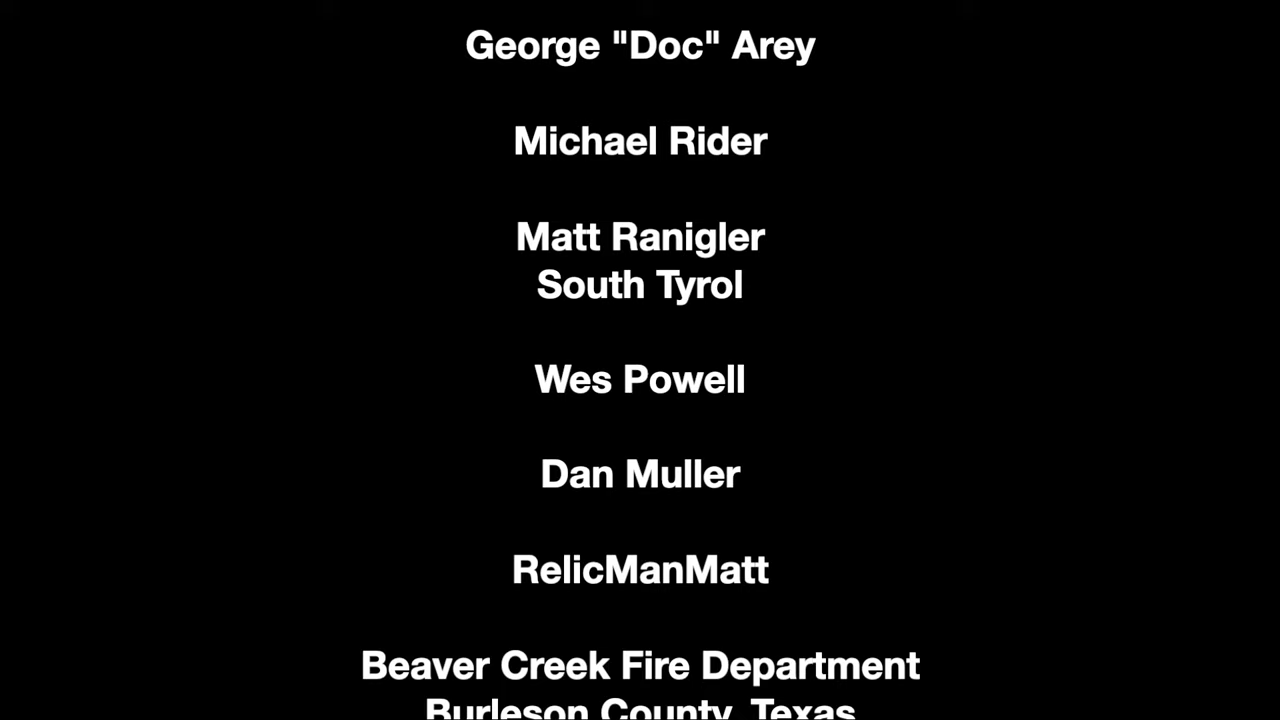 George "Doc" Arey
Michael Rider
Matt Ranigler
South Tyrol
Wes Powell
Dan Muller
RelicManMatt
Beaver Creek Fire Department
Burleson County, Texas